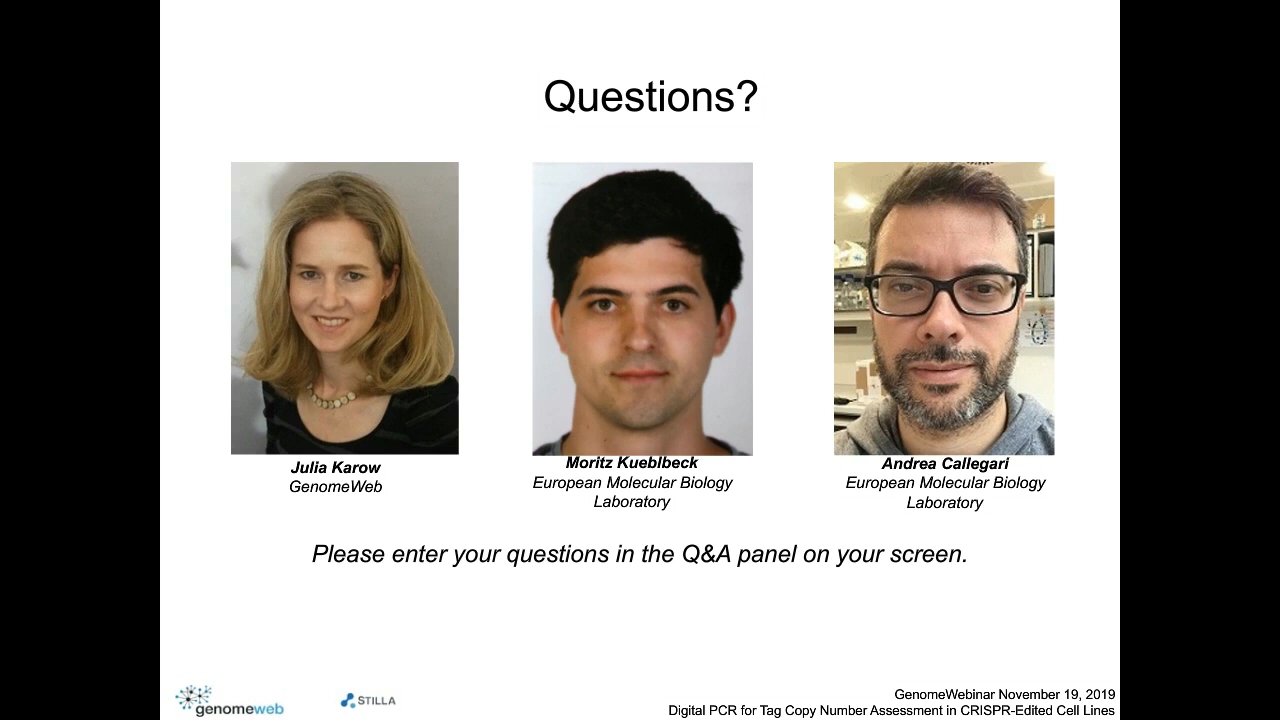 Questions?
Julia Karow
GenomeWeb
Moritz Kueblbeck
European Molecular Biology
Laboratory
Andrea Callegari
European Molecular Biology
Laboratory
Please enter your questions in the Q&A panel on your screen.
genomeweb
STILLA
GenomeWebinar November 19, 2019
Digital PCR for Tag Copy Number Assessment in CRISPR-Edited Cell Lines